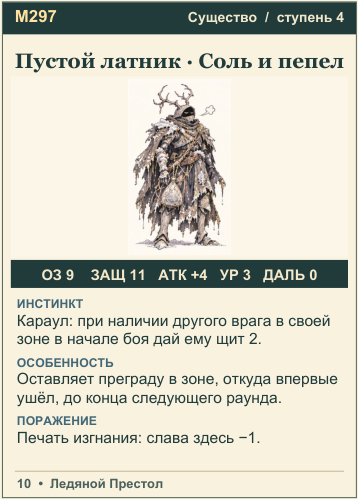 М297
Существо / ступень 4
Пустой латник · Соль и пепел
ОЗ 9 ЗАЩ 11 АТК +4 УР 3 ДАЛЬ 0
ИНСТИНКТ
Караул: при наличии другого врага в своей
зоне в начале боя дай ему щит 2.
ОСОБЕННОСТЬ
Оставляет преграду в зоне, откуда впервые
ушёл, до конца следующего раунда.
ПОРАЖЕНИЕ
Печать изгнания: слава здесь −1.
10 • Ледяной Престол